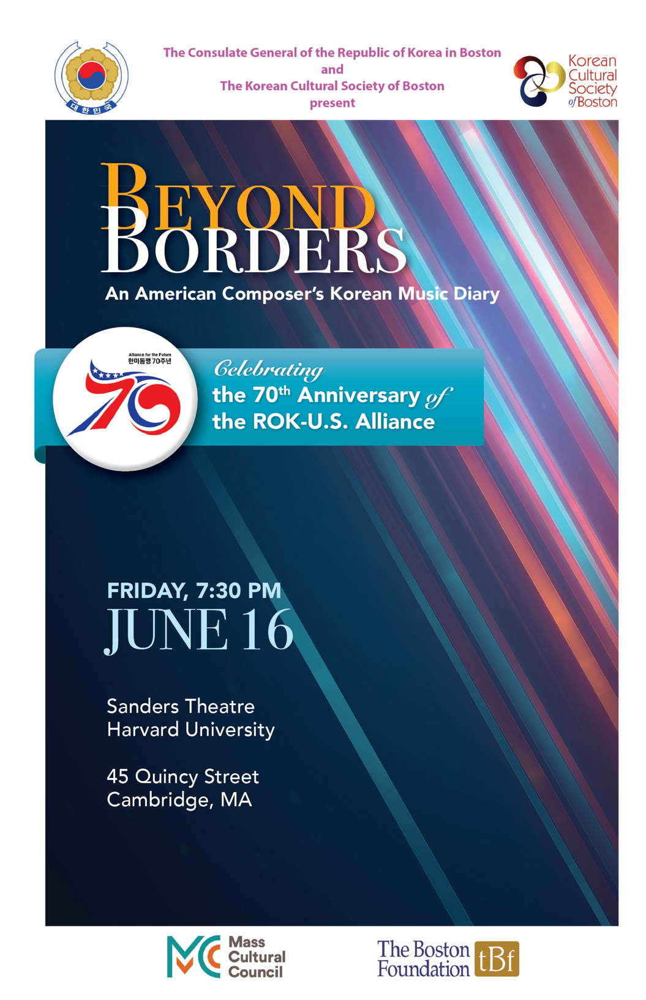 The Consulate General of the Republic of Korea in Boston
and
The Korean Cultural Society of Boston
present
대한민국
Korean
Cultural
Society
of Boston
BEYOND
BORDERS
An American Composer's Korean Music Diary
Alliance for the Future
한미동맹 70주년
70
Celebrating
the 70th Anniversary of
the ROK-U.S. Alliance
FRIDAY, 7:30 PM
JUNE 16
Sanders Theatre
Harvard University
45 Quincy Street
Cambridge, MA
MCC
Mass
Cultural
Council
The Boston
Foundation
tBf